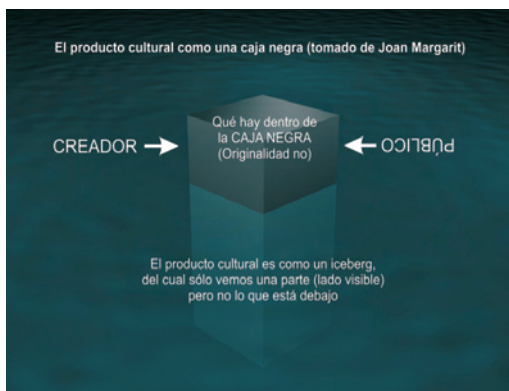 El producto cultural como una caja negra (tomado de Joan Margarit)
Qué hay dentro de
la CAJA NEGRA
(Originalidad no)
CREADOR
PÚBLICO
El producto cultural es como un iceberg,
del cual sólo vemos una parte (lado visible)
pero no lo que está debajo